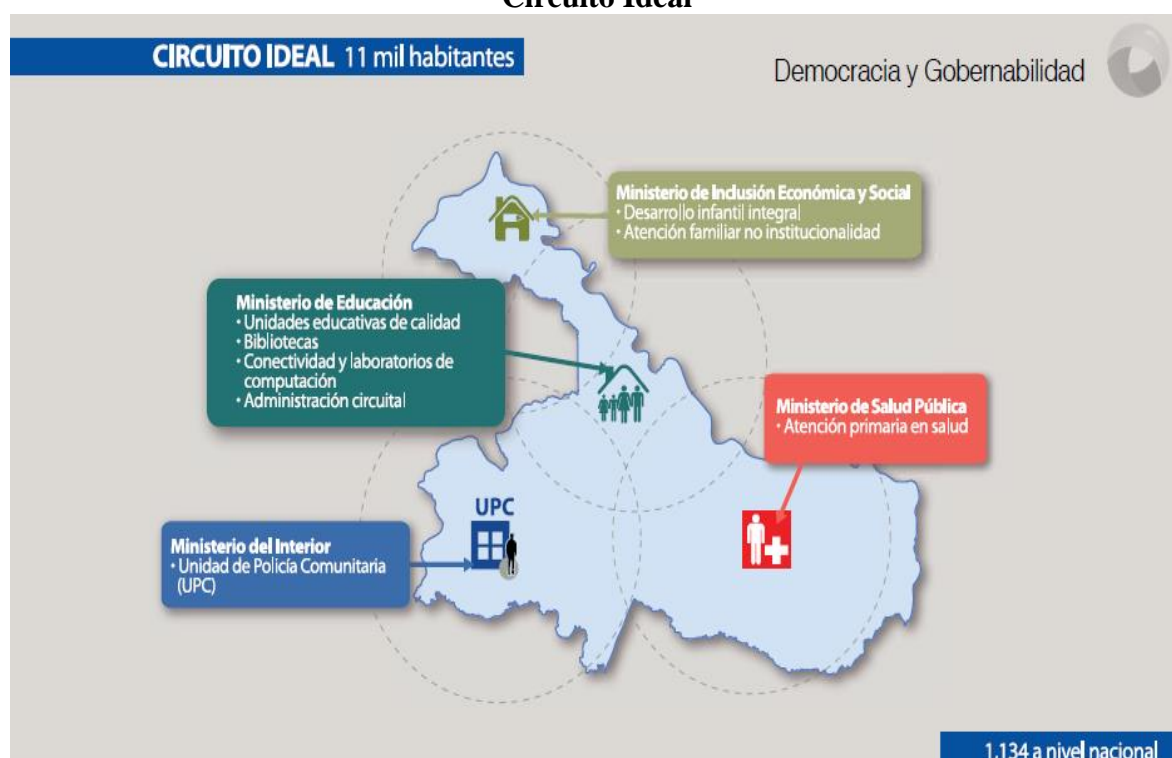 Circuito Ideal
CIRCUITO IDEAL 11 mil habitantes
Democracia y Gobernabilidad
Ministerio de Inclusión Económica y Social
• Desarrollo infantil integral
• Atención familiar no institucionalidad
Ministerio de Educación
• Unidades educativas de calidad
• Bibliotecas
• Conectividad y laboratorios de
computación
• Administración circuital
Ministerio de Salud Pública
• Atención primaria en salud
UPC
Ministerio del Interior
• Unidad de Policía Comunitaria
(UPC)
1.134 a nivel nacional